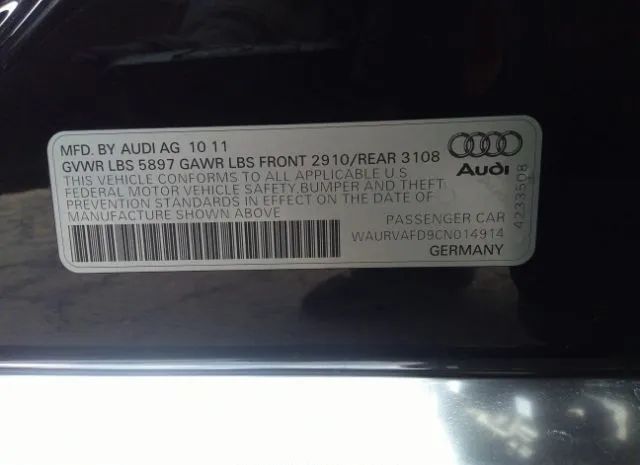 MFD. BY AUDI AG 10 11
GVWR LBS 5897 GAWR LBS FRONT 2910/REAR 3108
THIS VEHICLE CONFORMS TO ALL APPLICABLE U S
FEDERAL MOTOR VEHICLE SAFETY,BUMPER AND THEFT
PREVENTION STANDARDS IN EFFECT ON THE DATE OF
MANUFACTURE SHOWN ABOVE
PASSENGER CAR
WAURVAFD9CN014914
GERMANY
Audi
4233508